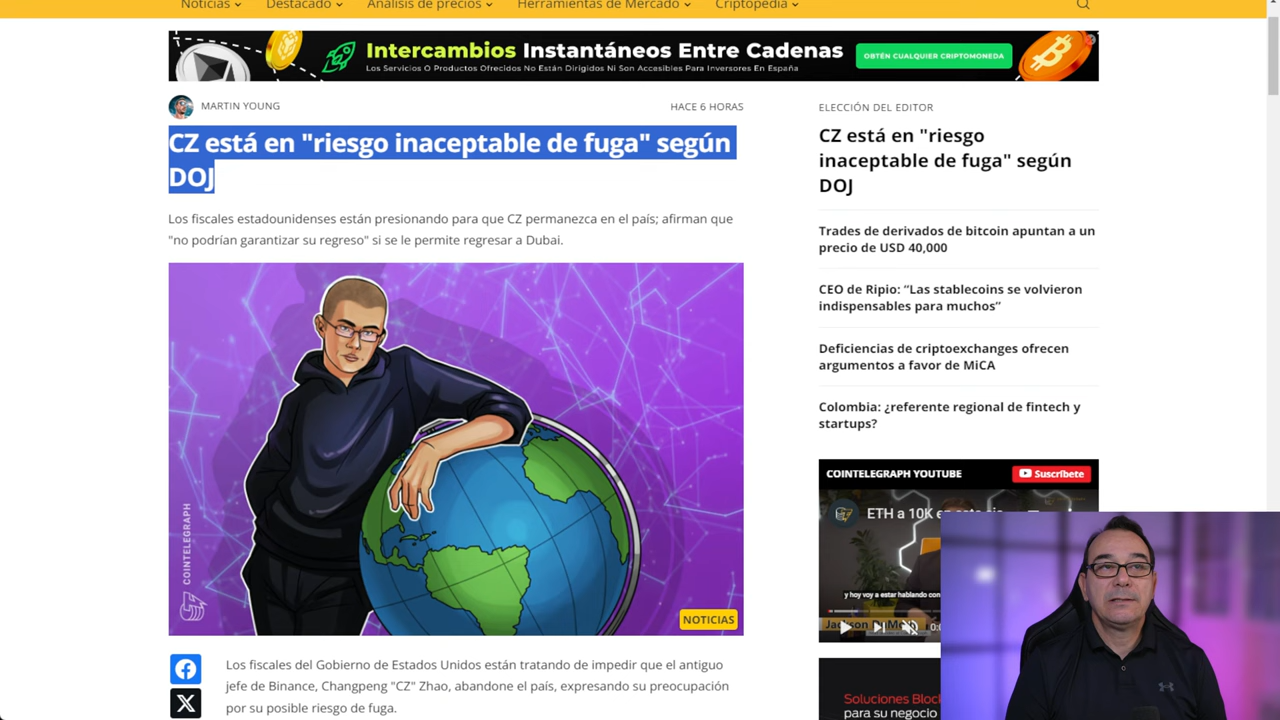 Noticias
Destacado
Análisis de precios
Herramientas de Mercado
Criptopedia
Intercambios Instantáneos Entre Cadenas
Los Servicios O Productos Ofrecidos No Están Dirigidos Ni Son Accesibles Para Inversores En España
OBTÉN CUALQUIER CRIPTOMONEDA
MARTIN YOUNG
HACE 6 HORAS
CZ está en "riesgo inaceptable de fuga" según
DOJ
Los fiscales estadounidenses están presionando para que CZ permanezca en el país; afirman que
"no podrían garantizar su regreso" si se le permite regresar a Dubai.
COINTELEGRAPH
NOTICIAS
Los fiscales del Gobierno de Estados Unidos están tratando de impedir que el antiguo
jefe de Binance, Changpeng "CZ" Zhao, abandone el país, expresando su preocupación
por su posible riesgo de fuga.
ELECCIÓN DEL EDITOR
CZ está en "riesgo
inaceptable de fuga" según
DOJ
Trades de derivados de bitcoin apuntan a un
precio de USD 40,000
CEO de Ripio: “Las stablecoins se volvieron
indispensables para muchos”
Deficiencias de criptoexchanges ofrecen
argumentos a favor de MiCA
Colombia: ¿referente regional de fintech y
startups?
COINTELEGRAPH YOUTUBE
Suscríbete
ETH a 10K
y hoy voy a estar hablando con
Soluciones Block
para su negocio